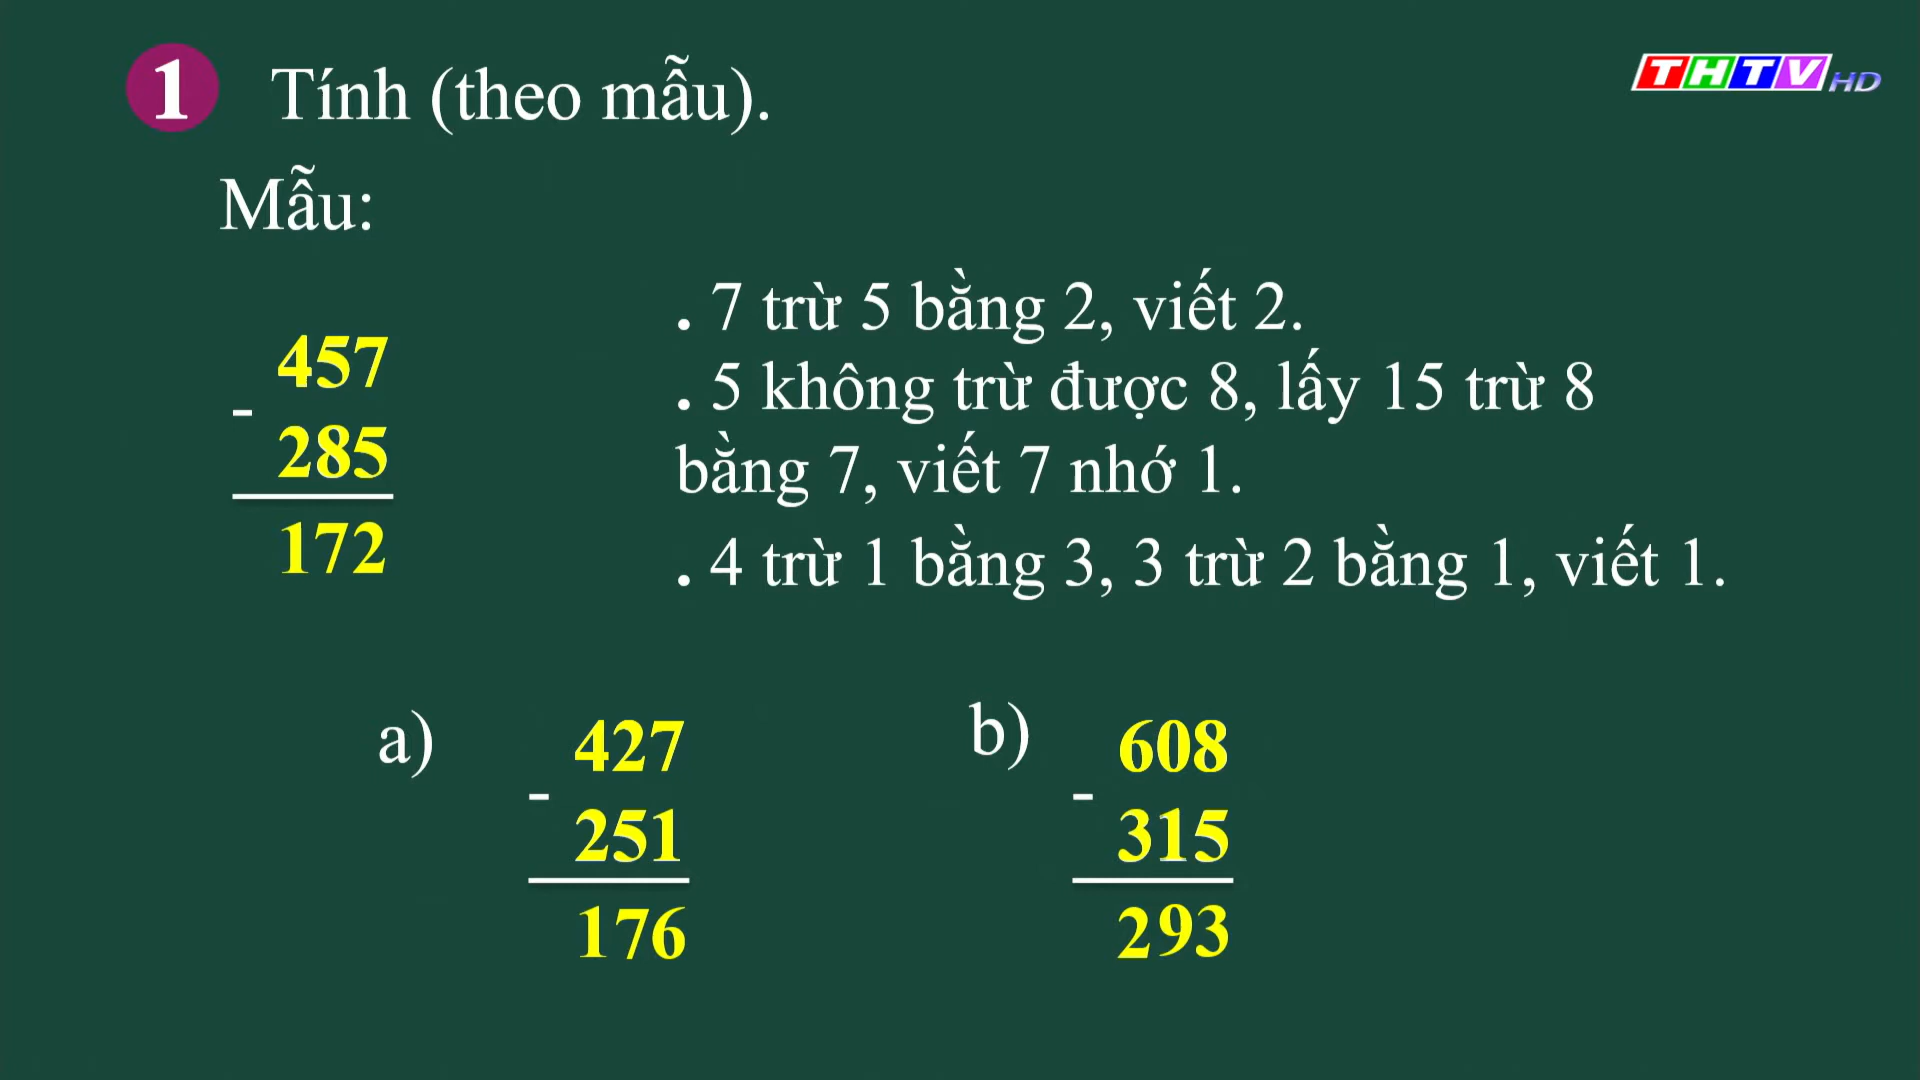 1 Tính (theo mẫu).
THTV HD
Mẫu:
457
-
285
172
. 7 trừ 5 bằng 2, viết 2.
. 5 không trừ được 8, lấy 15 trừ 8
bằng 7, viết 7 nhớ 1.
. 4 trừ 1 bằng 3, 3 trừ 2 bằng 1, viết 1.
a)
427
-
251
176
b)
608
-
315
293